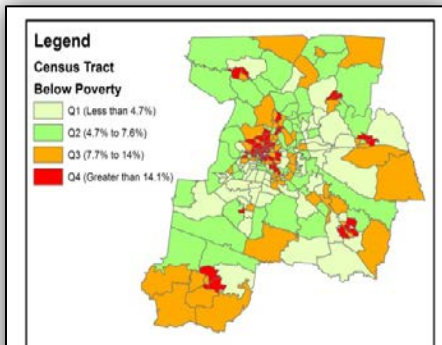 Legend
Census Tract
Below Poverty
Q1 (Less than 4.7%)
Q2 (4.7% to 7.6%)
Q3 (7.7% to 14%)
Q4 (Greater than 14.1%)